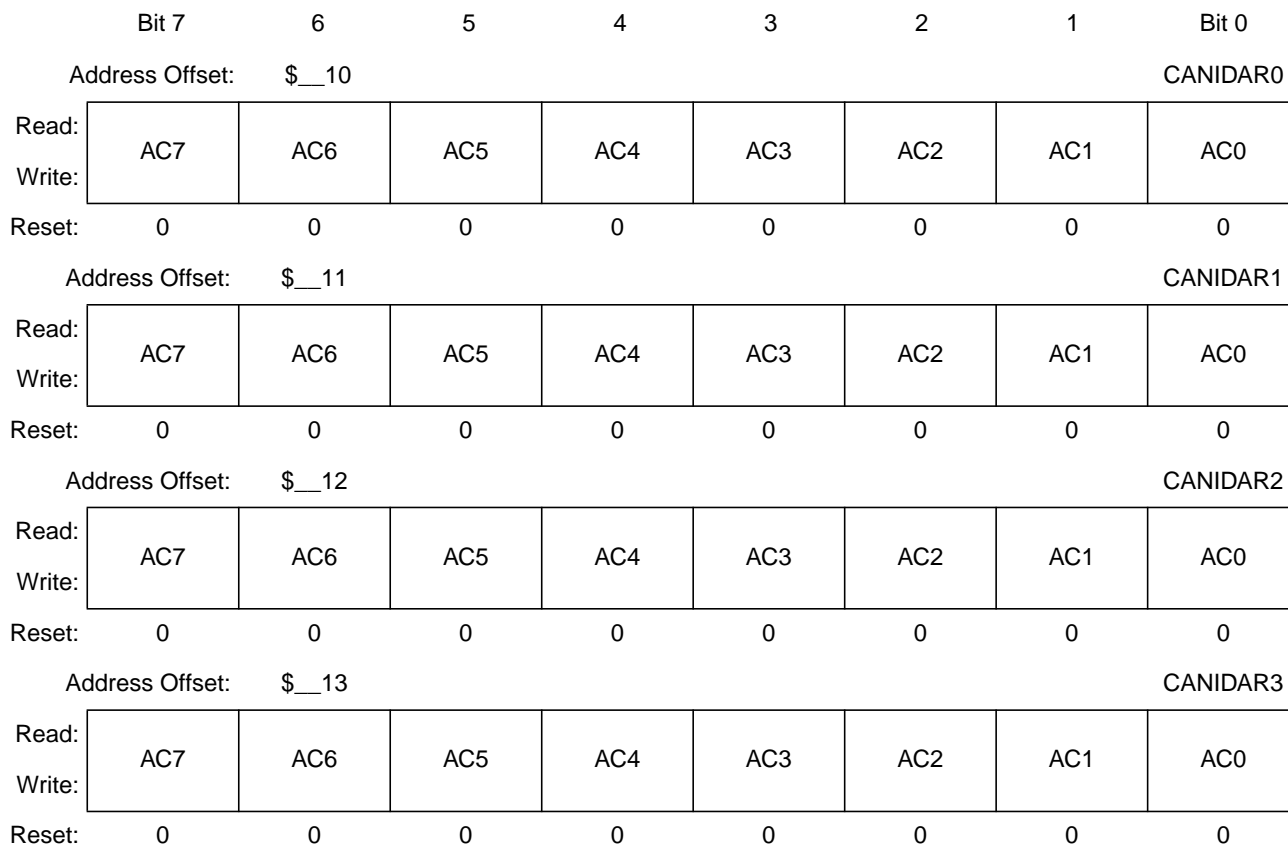 Bit 7 6 5 4 3 2 1 Bit 0
Address Offset: $__10 CANIDAR0
Read:
AC7 AC6 AC5 AC4 AC3 AC2 AC1 AC0
Write:
Reset: 0 0 0 0 0 0 0 0
Address Offset: $__11 CANIDAR1
Read:
AC7 AC6 AC5 AC4 AC3 AC2 AC1 AC0
Write:
Reset: 0 0 0 0 0 0 0 0
Address Offset: $__12 CANIDAR2
Read:
AC7 AC6 AC5 AC4 AC3 AC2 AC1 AC0
Write:
Reset: 0 0 0 0 0 0 0 0
Address Offset: $__13 CANIDAR3
Read:
AC7 AC6 AC5 AC4 AC3 AC2 AC1 AC0
Write:
Reset: 0 0 0 0 0 0 0 0